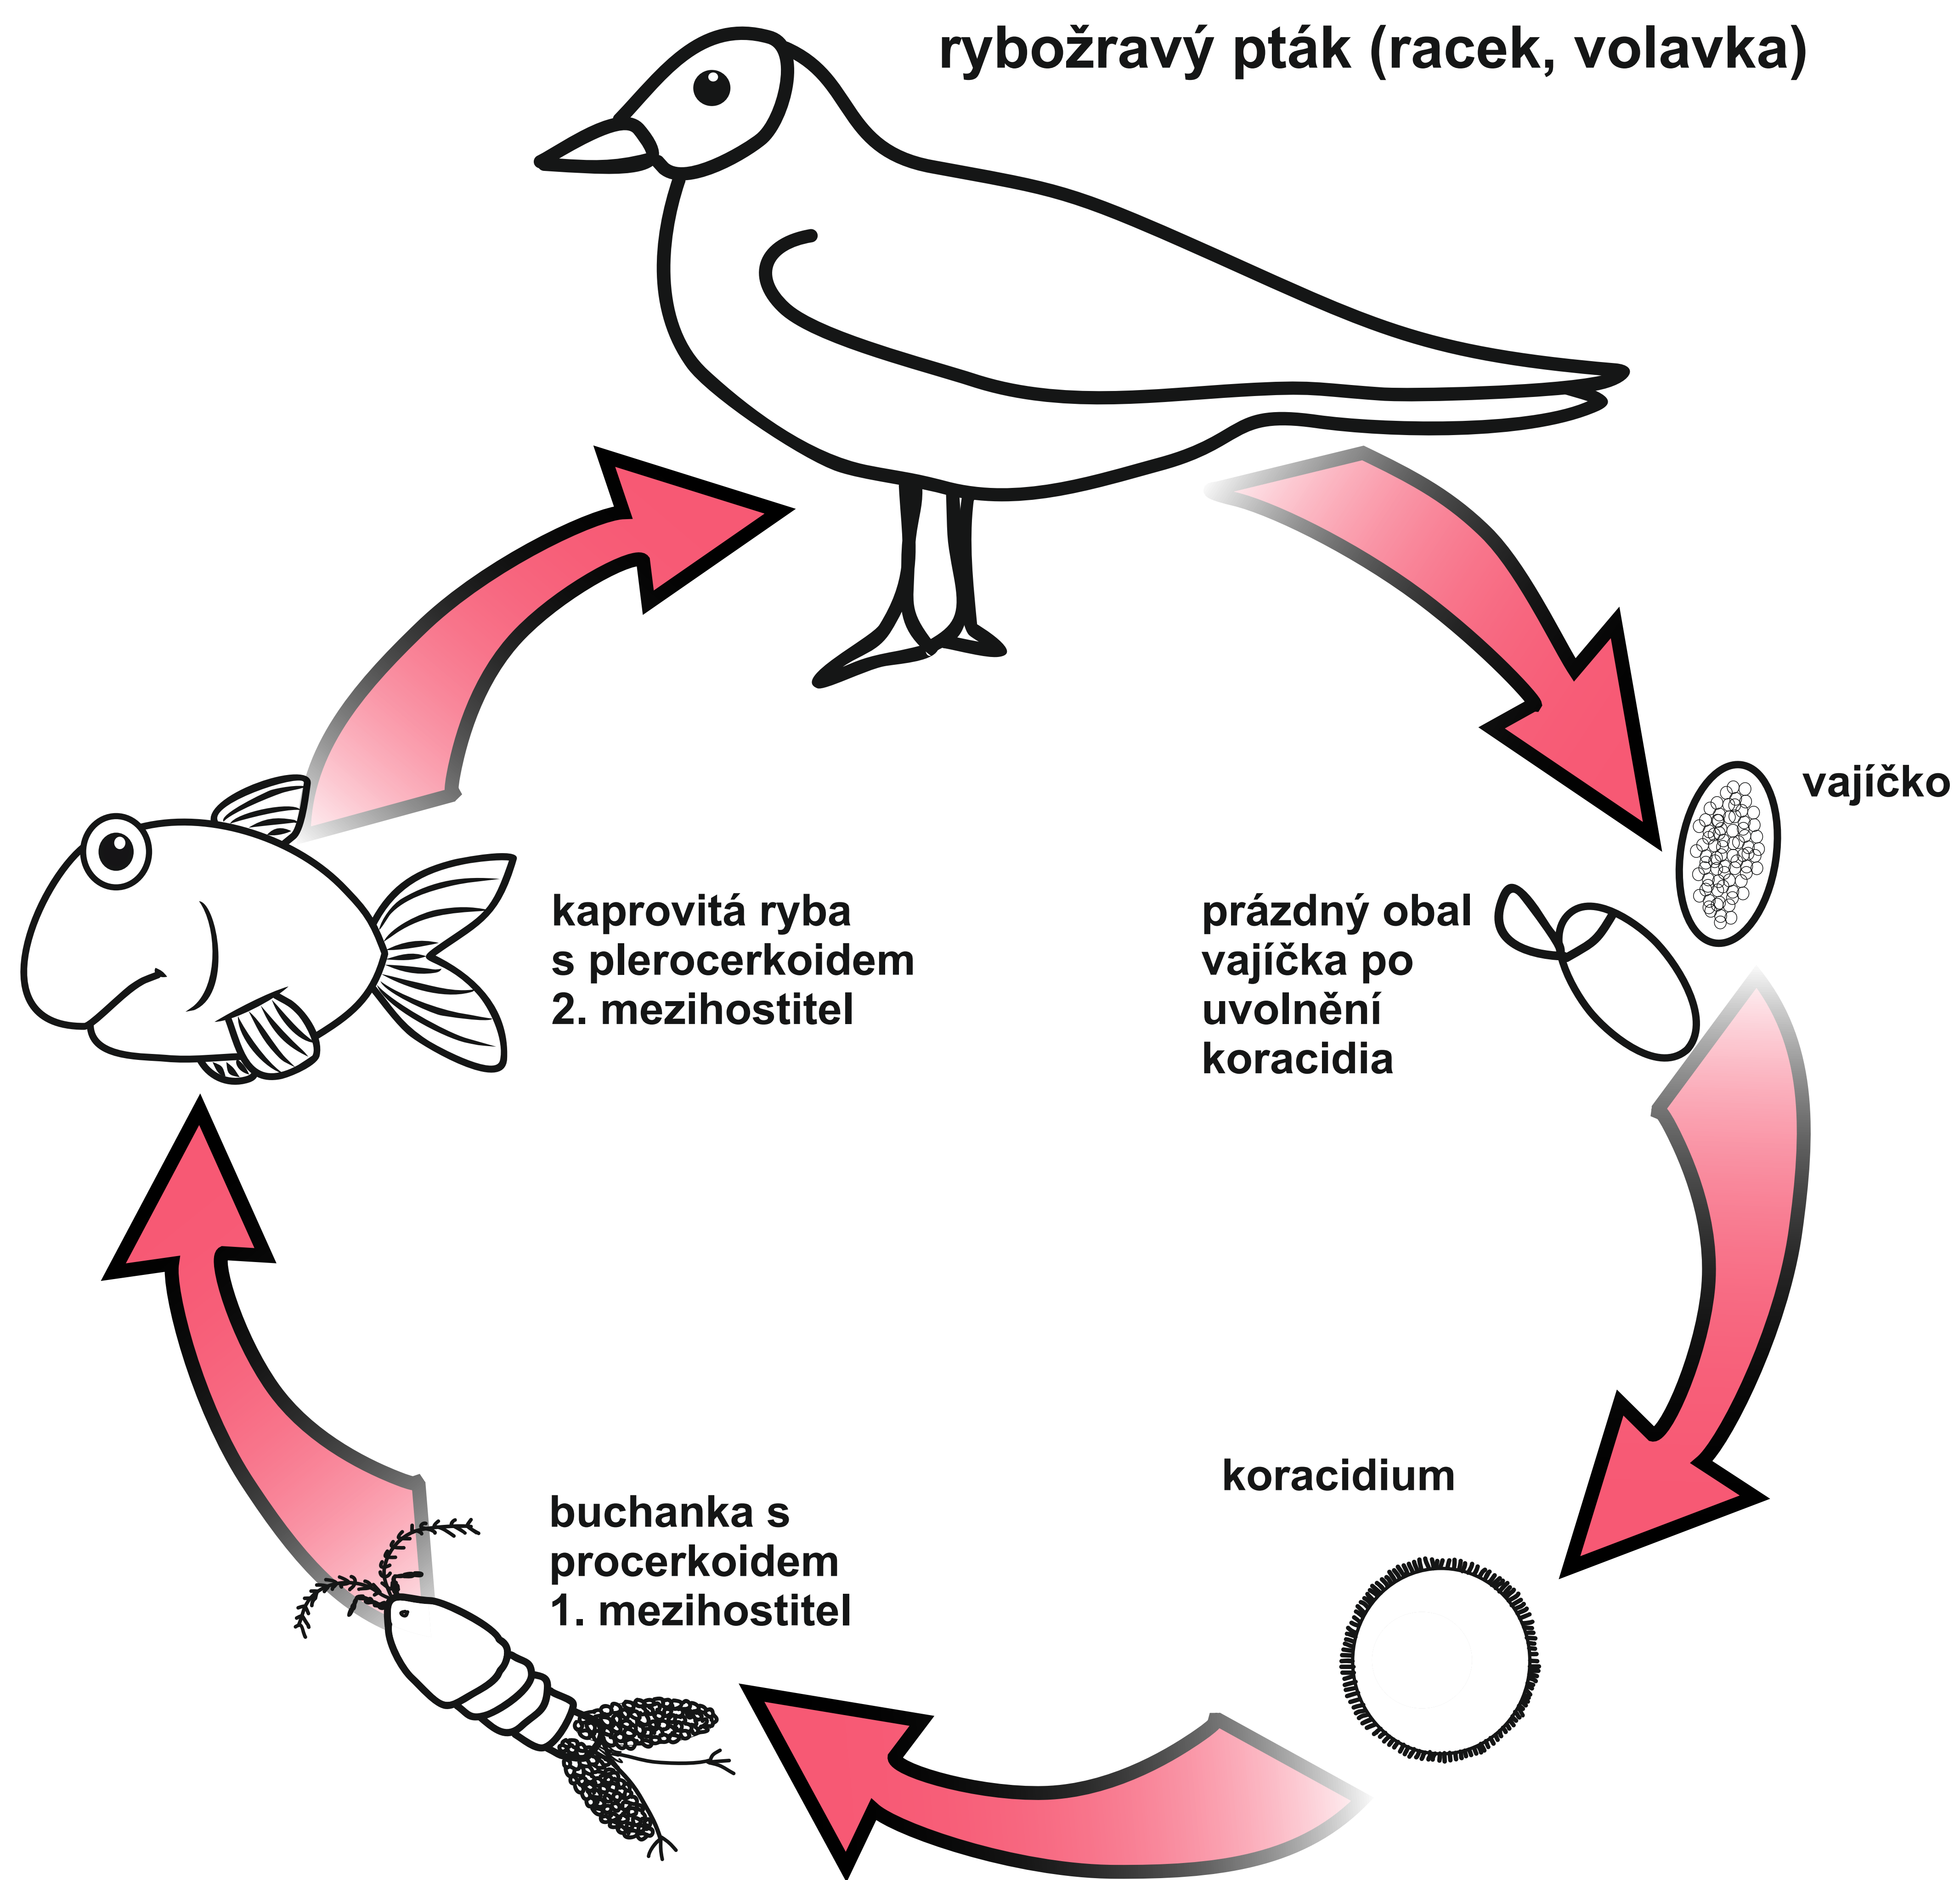 rybožravý pták (racek, volavka)
vajíčko
prázdný obal
vajíčka po
uvolnění
koracidia
koracidium
buchanka s
procerkoidem
1. mezihostitel
kaprovitá ryba
s plerocerkoidem
2. mezihostitel